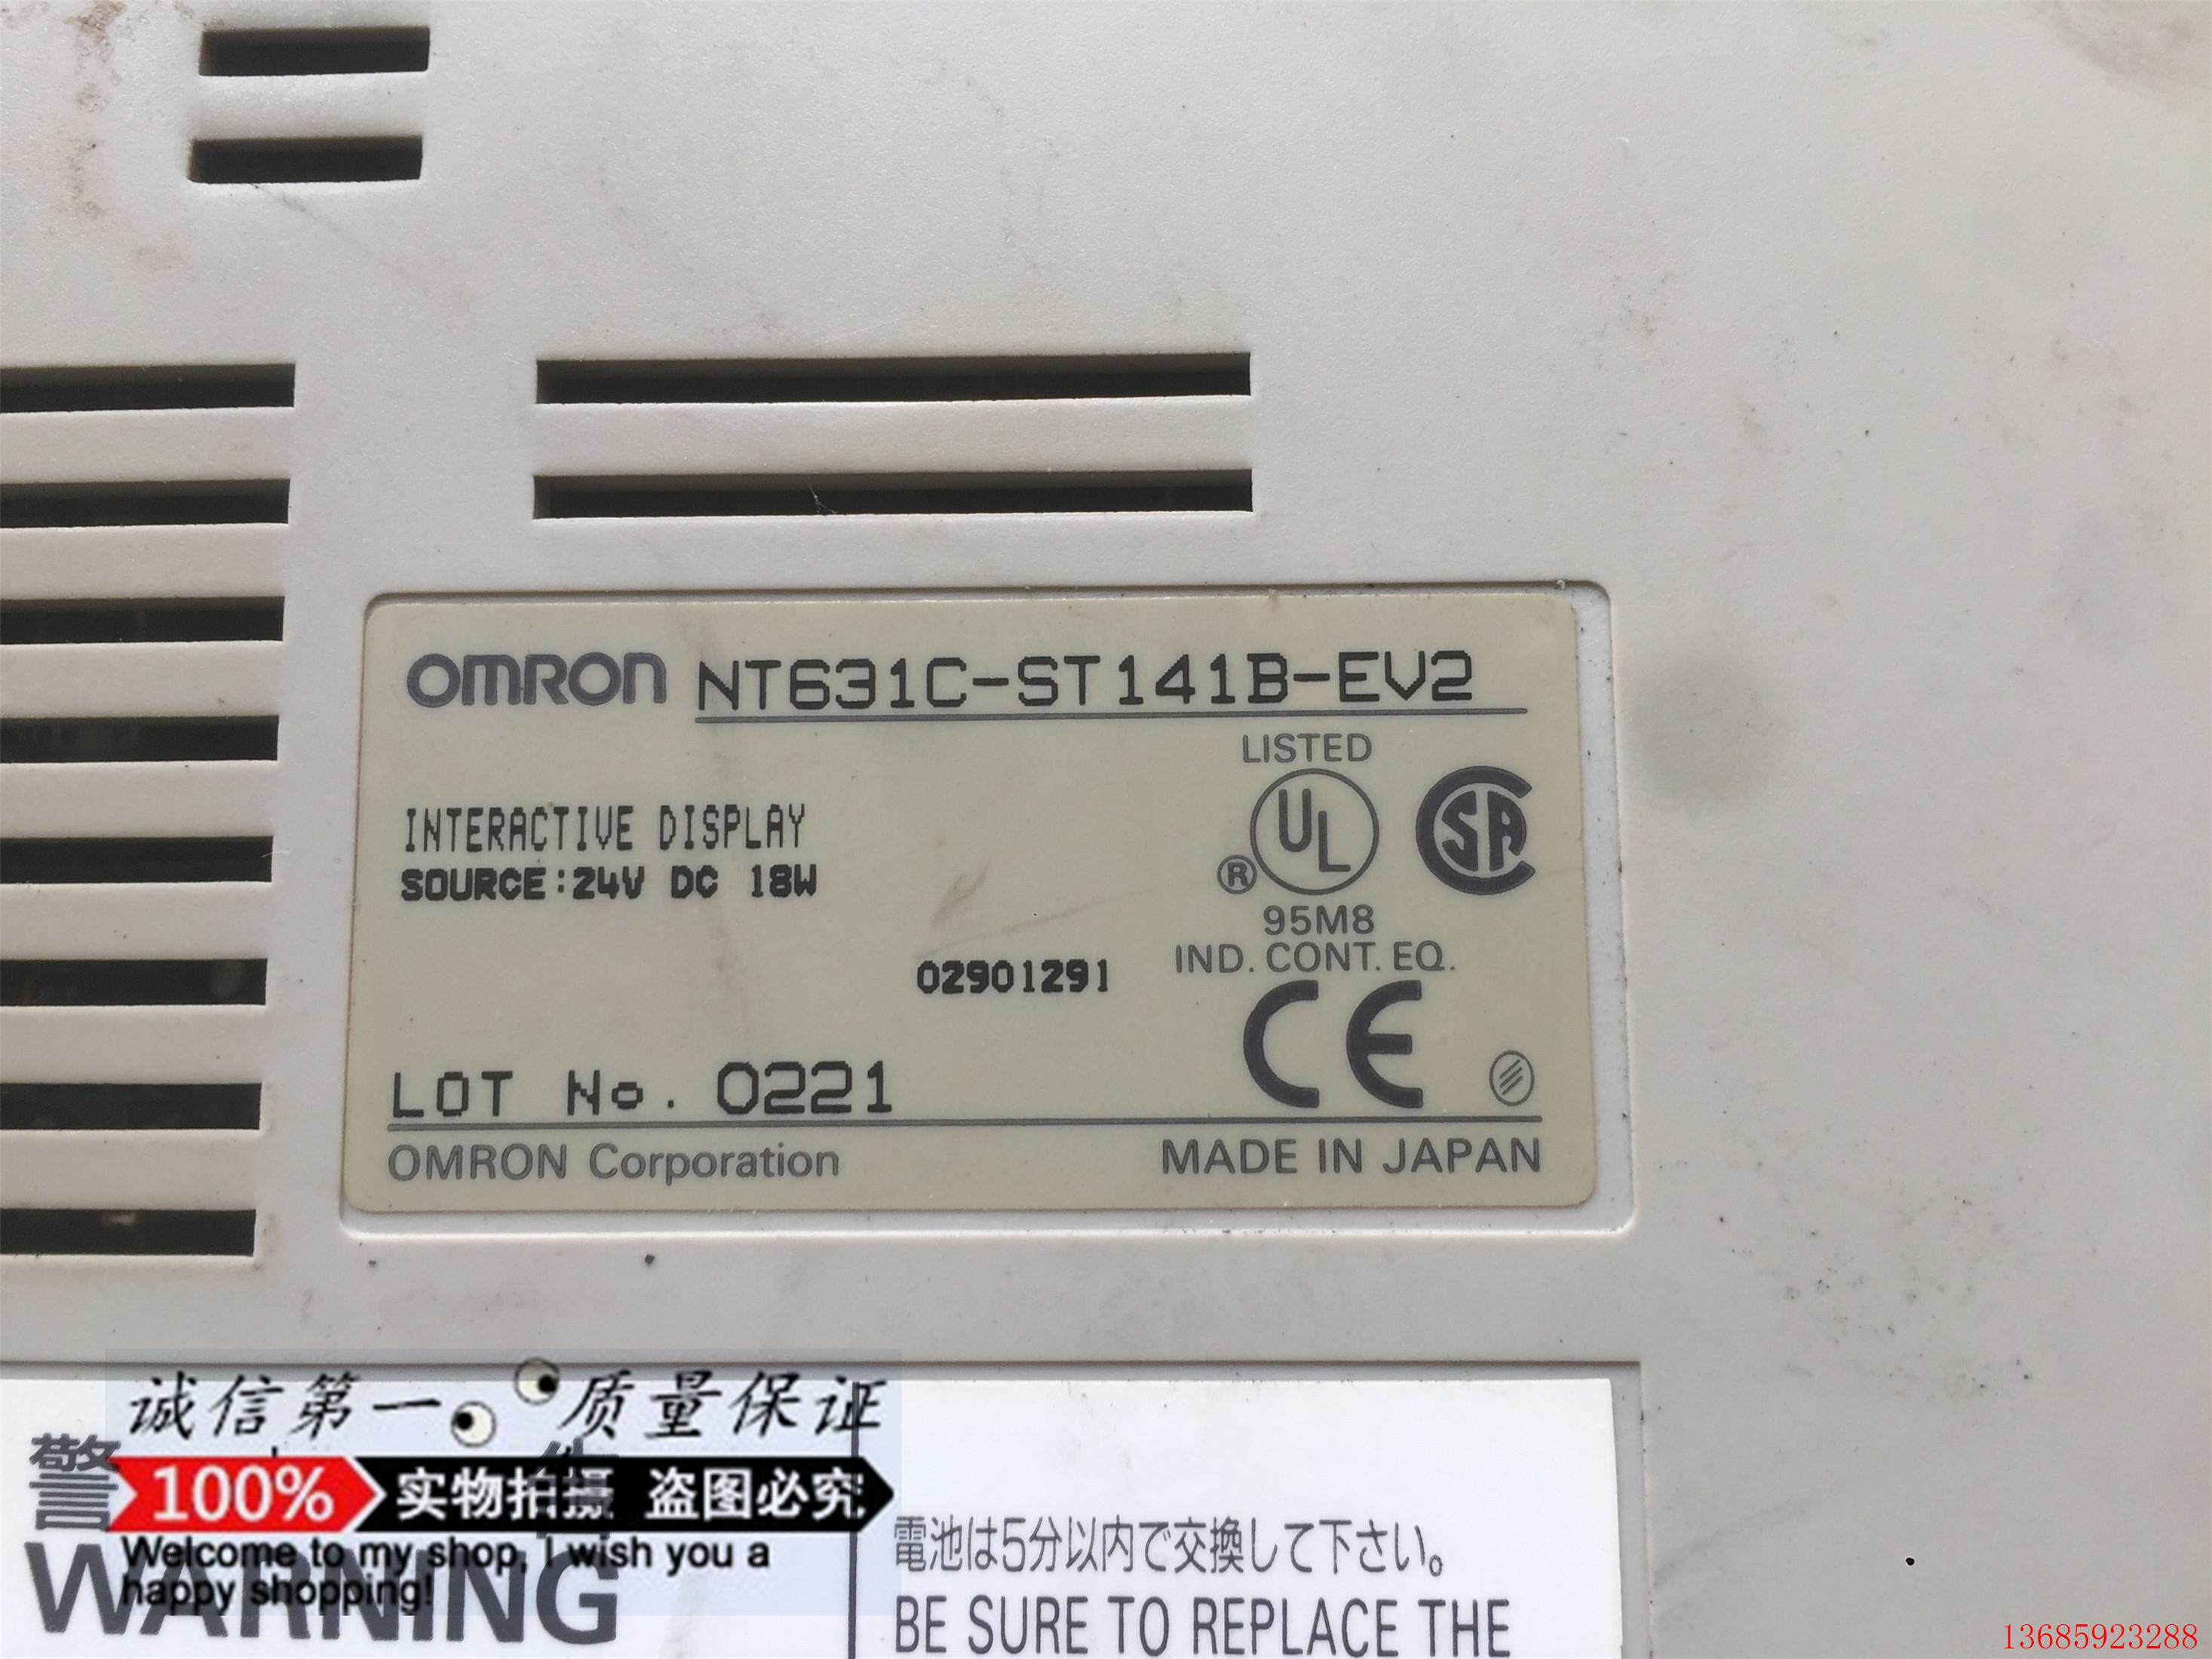 OMRON NT631C-ST141B-EV2
LISTED
UL
®
SA
INTERACTIVE DISPLAY
SOURCE:24V DC 18W
95M8
IND. CONT. EQ.
02901291
CE
LOT No. 0221
OMRON Corporation
MADE IN JAPAN
诚信第一 质量保证
警
100% 实物拍摄 盗图必究
Welcome to my shop, I wish you a
happy shopping!
WARNING
電池は5分以内で交換して下さい。
BE SURE TO REPLACE THE
13685923288